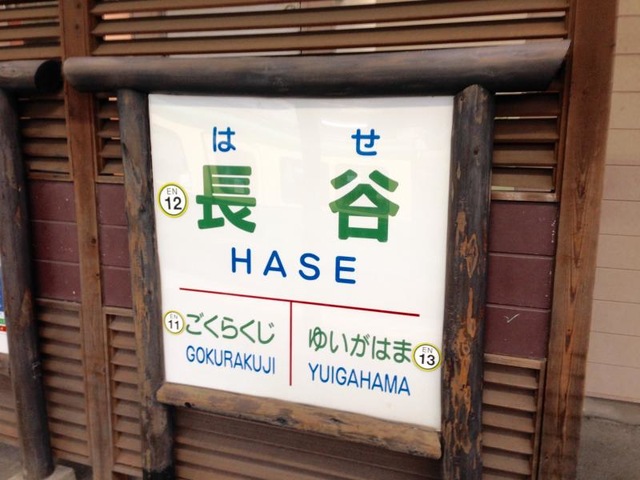 はせ
EN 12 長谷
HASE
EN 11 ごくらくじ
GOKURAKUJI
ゆいがはま EN 13
YUIGAHAMA